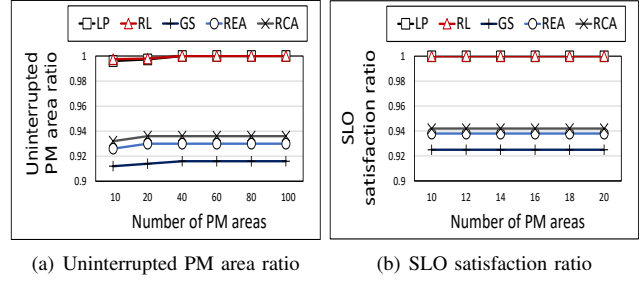 LP RL GS REA RCA
1
0.98
0.96
0.94
0.92
0.9
Uninterrupted
PM area ratio
10 20 40 60 80 100
Number of PM areas
(a) Uninterrupted PM area ratio
LP RL GS REA RCA
1
0.98
0.96
0.94
0.92
0.9
SLO
satisfaction ratio
10 12 14 16 18 20
Number of PM areas
(b) SLO satisfaction ratio